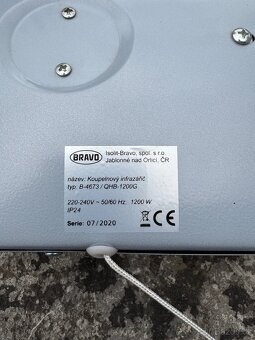 BRAVO
Isolit-Bravo, spol. s r.o.
Jablonné nad Orlicí, ČR
název: Koupelnový infrazářič
typ: B-4673 / QHB-1200G
220-240V ~ 50/60 Hz 1200 W
IP24
Serie: 07/2020